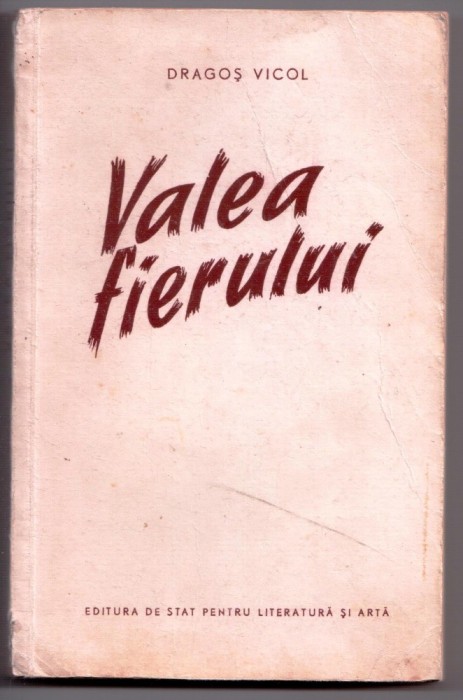 DRAGOȘ VICOL
Valea
fierului
EDITURA DE STAT PENTRU LITERATURĂ ȘI ARTĂ